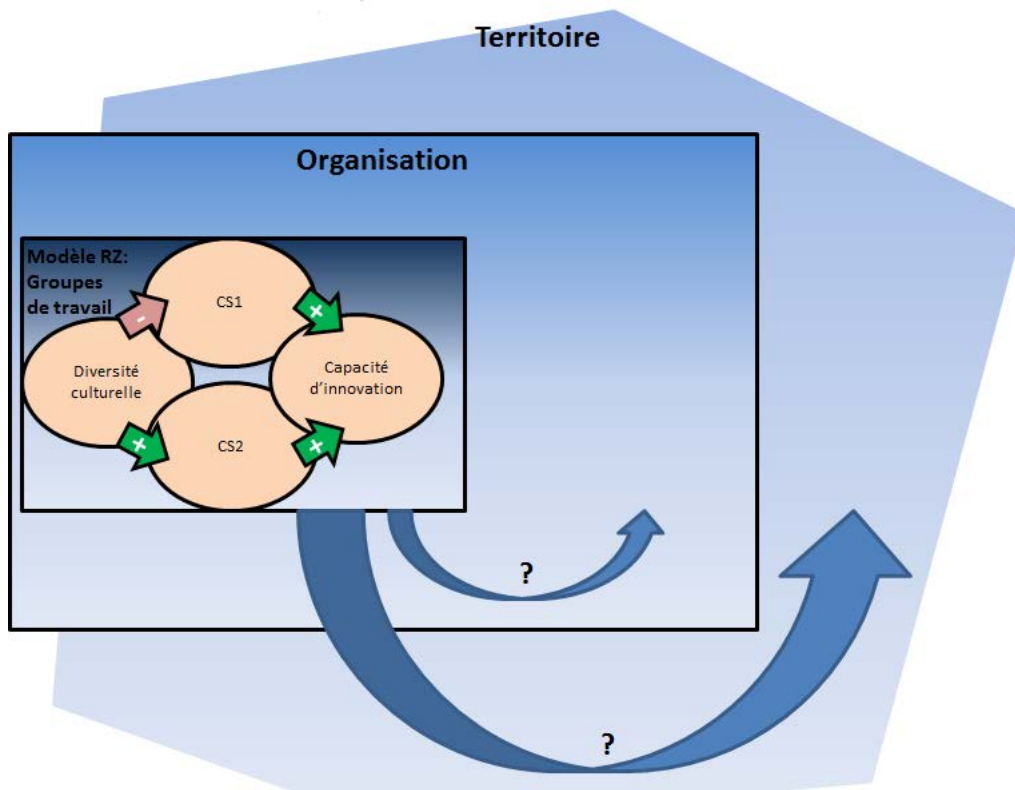 Territoire
Organisation
Modèle RZ:
Groupes
de travail
CS1
-
+
Diversité
culturelle
Capacité
d'innovation
+
CS2
+
?
?